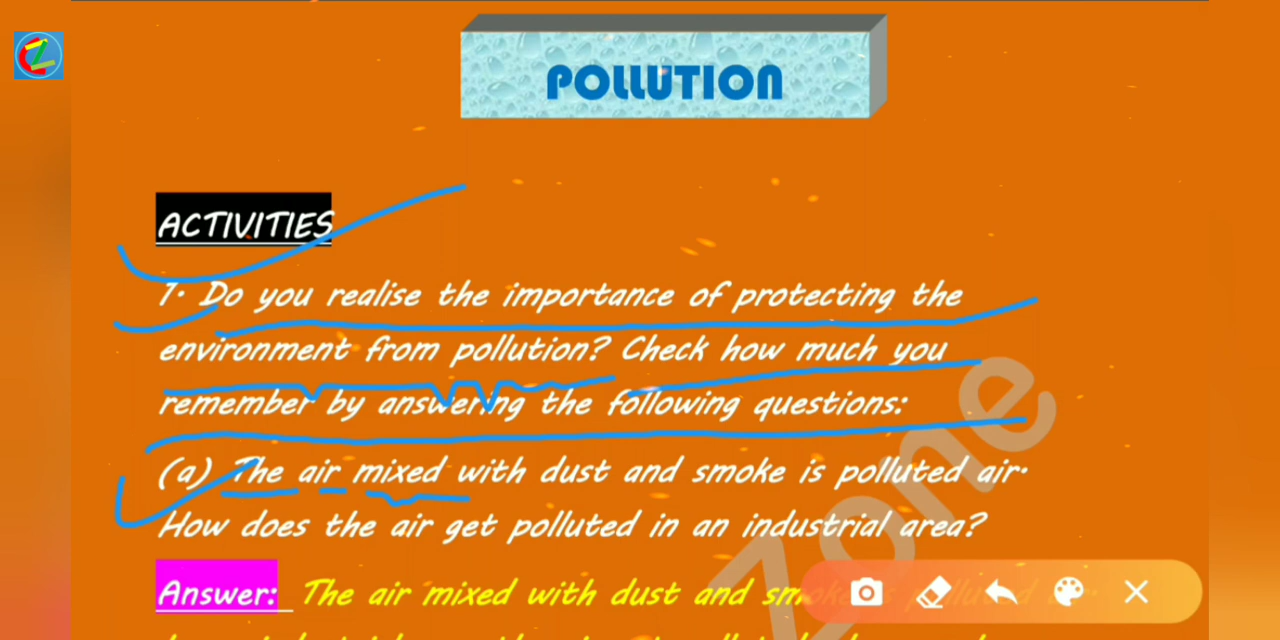 POLLUTION
ACTIVITIES
1. Do you realise the importance of protecting the
environment from pollution? Check how much you
remember by answering the following questions:
(a) The air mixed with dust and smoke is polluted air.
How does the air get polluted in an industrial area?
Answer: The air mixed with dust and smoke
Zone